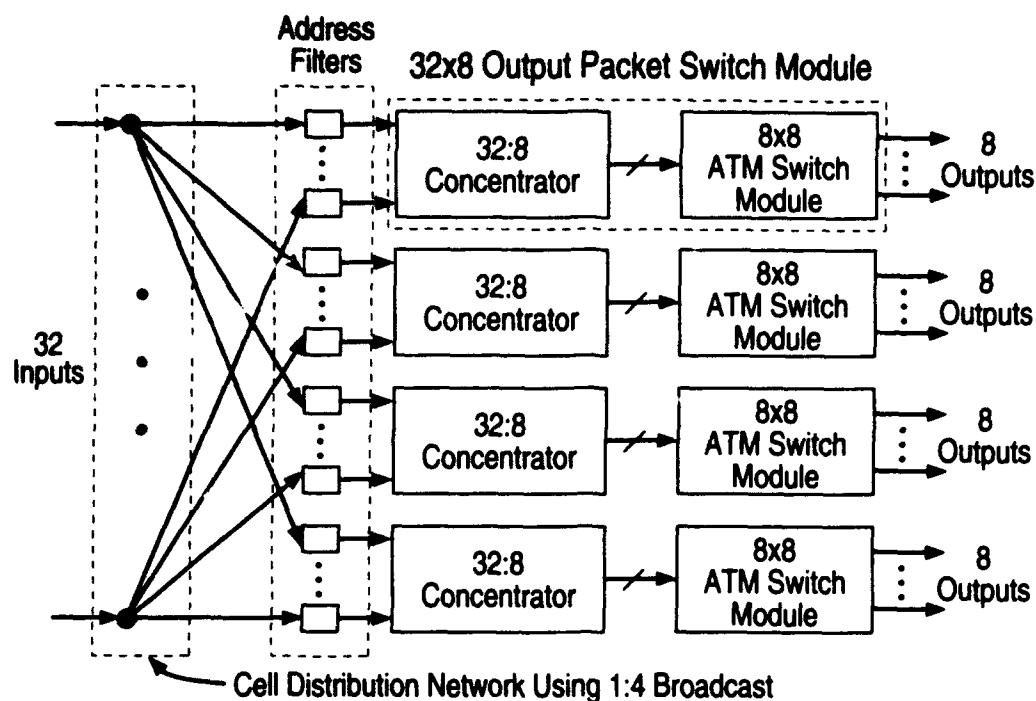 Address
Filters
32x8 Output Packet Switch Module
32:8
Concentrator
8x8
ATM Switch
Module
8
Outputs
32:8
Concentrator
8x8
ATM Switch
Module
8
Outputs
32
Inputs
32:8
Concentrator
8x8
ATM Switch
Module
8
Outputs
32:8
Concentrator
8x8
ATM Switch
Module
8
Outputs
Cell Distribution Network Using 1:4 Broadcast